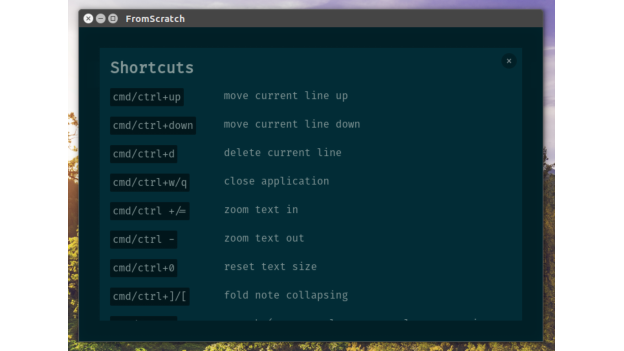 FromScratch
Shortcuts
cmd/ctrl+up move current line up
cmd/ctrl+down move current line down
cmd/ctrl+d delete current line
cmd/ctrl+w/q close application
cmd/ctrl +/= zoom text in
cmd/ctrl - zoom text out
cmd/ctrl+0 reset text size
cmd/ctrl+]/[ fold note collapsing